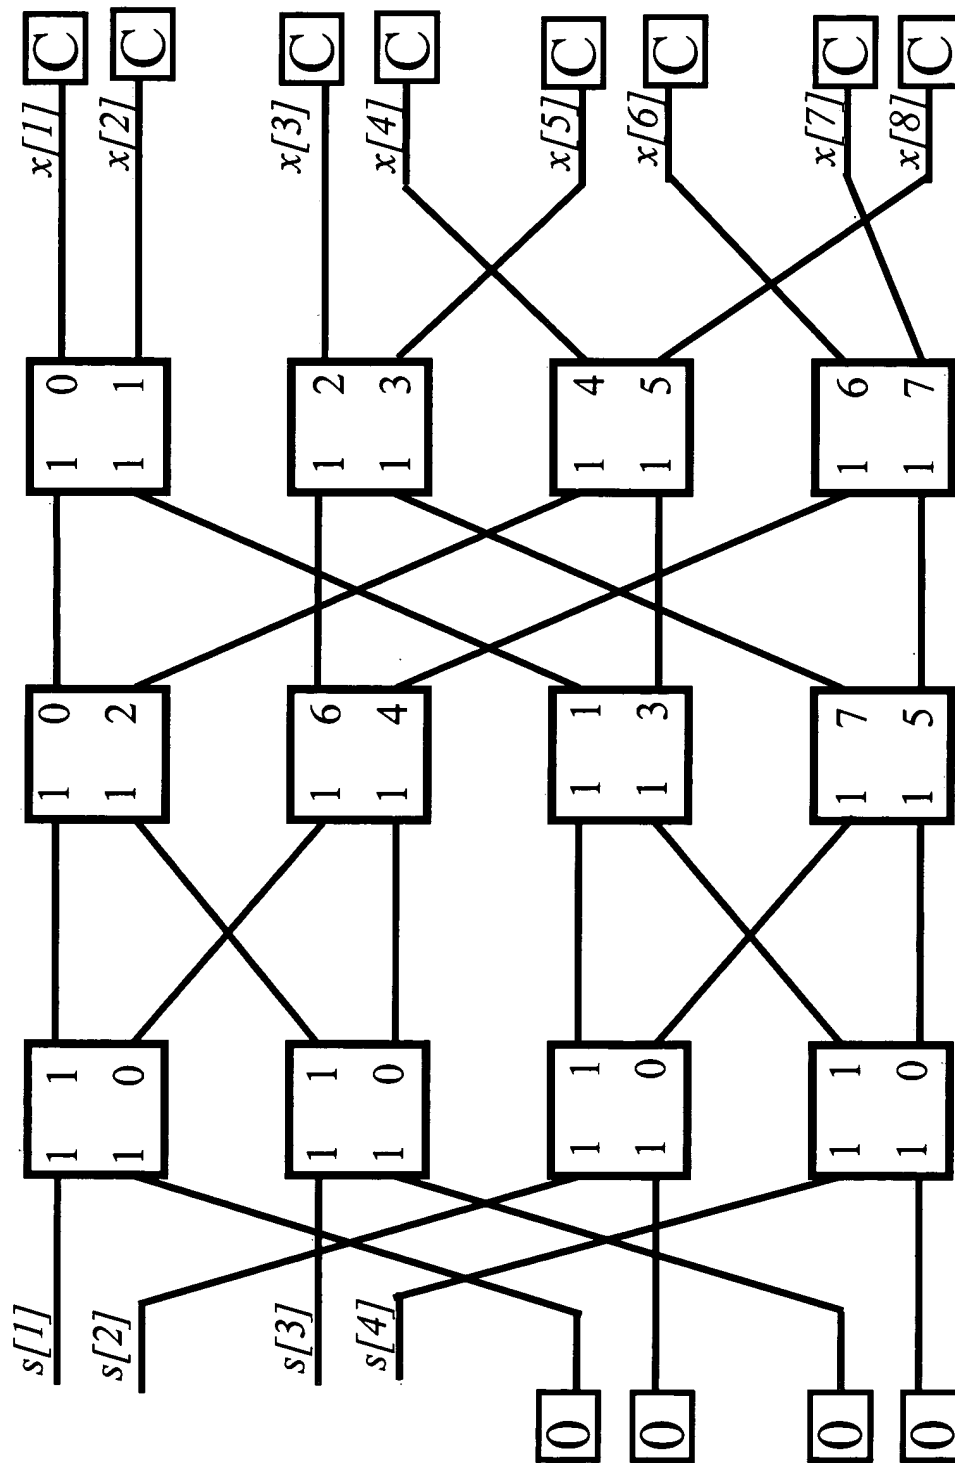 s[1] 1 1 1 0 1 0 x[1] C
s[2] 1 0 1 2 1 1 x[2] C
s[3] 1 1 1 6 1 2 x[3] C
s[4] 1 0 1 4 1 3 x[4] C
0 1 1 1 1 1 4 x[5] C
0 1 0 1 3 1 5 x[6] C
0 1 1 1 7 1 6 x[7] C
0 1 0 1 5 1 7 x[8] C